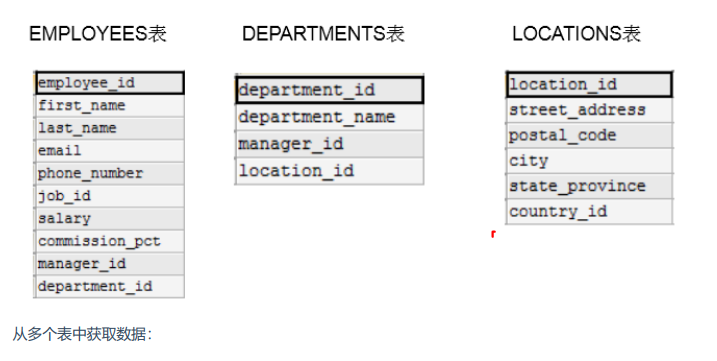 EMPLOYEES表
DEPARTMENTS表
LOCATIONS表
employee_id
first_name
last_name
email
phone_number
job_id
salary
commission_pct
manager_id
department_id
department_id
department_name
manager_id
location_id
location_id
street_address
postal_code
city
state_province
country_id
从多个表中获取数据：